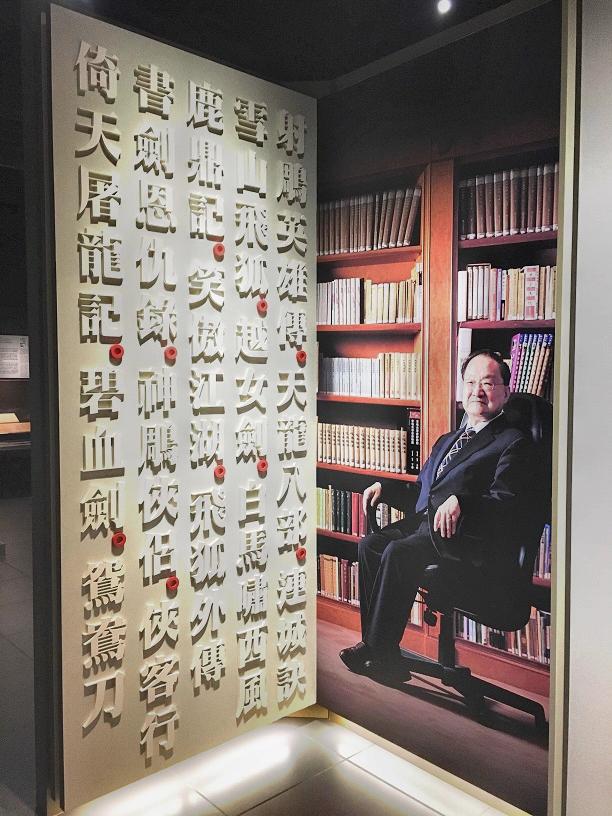 射鵰英雄傳•天龍八部•連城訣
雪山飛狐•越女劍•白馬嘯西風
鹿鼎記•笑傲江湖•飛狐外傳
書劍恩仇錄•神鵰俠侶•俠客行
倚天屠龍記•碧血劍•鴛鴦刀